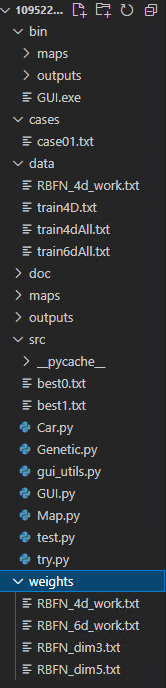 109522...
bin
maps
outputs
GUI.exe
cases
case01.txt
data
RBFN_4d_work.txt
train4D.txt
train4dAll.txt
train6dAll.txt
doc
maps
outputs
src
__pycache__
best0.txt
best1.txt
Car.py
Genetic.py
gui_utils.py
GUI.py
Map.py
test.py
try.py
weights
RBFN_4d_work.txt
RBFN_6d_work.txt
RBFN_dim3.txt
RBFN_dim5.txt